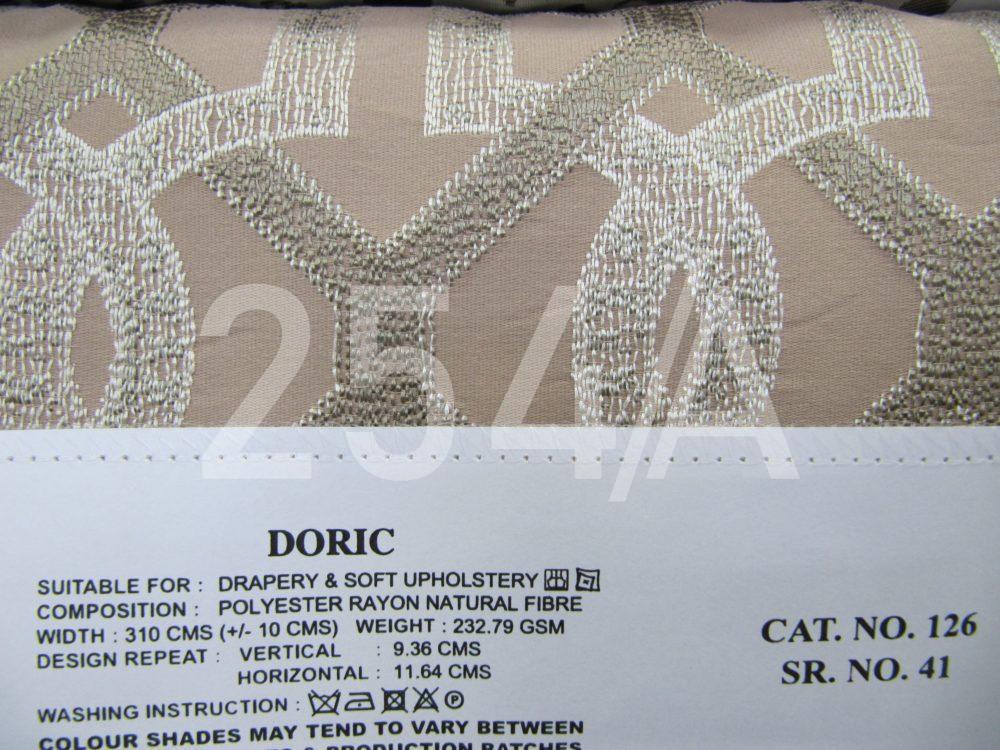 254/A
DORIC
SUITABLE FOR : DRAPERY & SOFT UPHOLSTERY
COMPOSITION : POLYESTER RAYON NATURAL FIBRE
WIDTH : 310 CMS (+/- 10 CMS) WEIGHT : 232.79 GSM
DESIGN REPEAT : VERTICAL : 9.36 CMS
HORIZONTAL : 11.64 CMS
CAT. NO. 126
SR. NO. 41
WASHING INSTRUCTION : P
COLOUR SHADES MAY TEND TO VARY BETWEEN
& PRODUCTION BATCHES